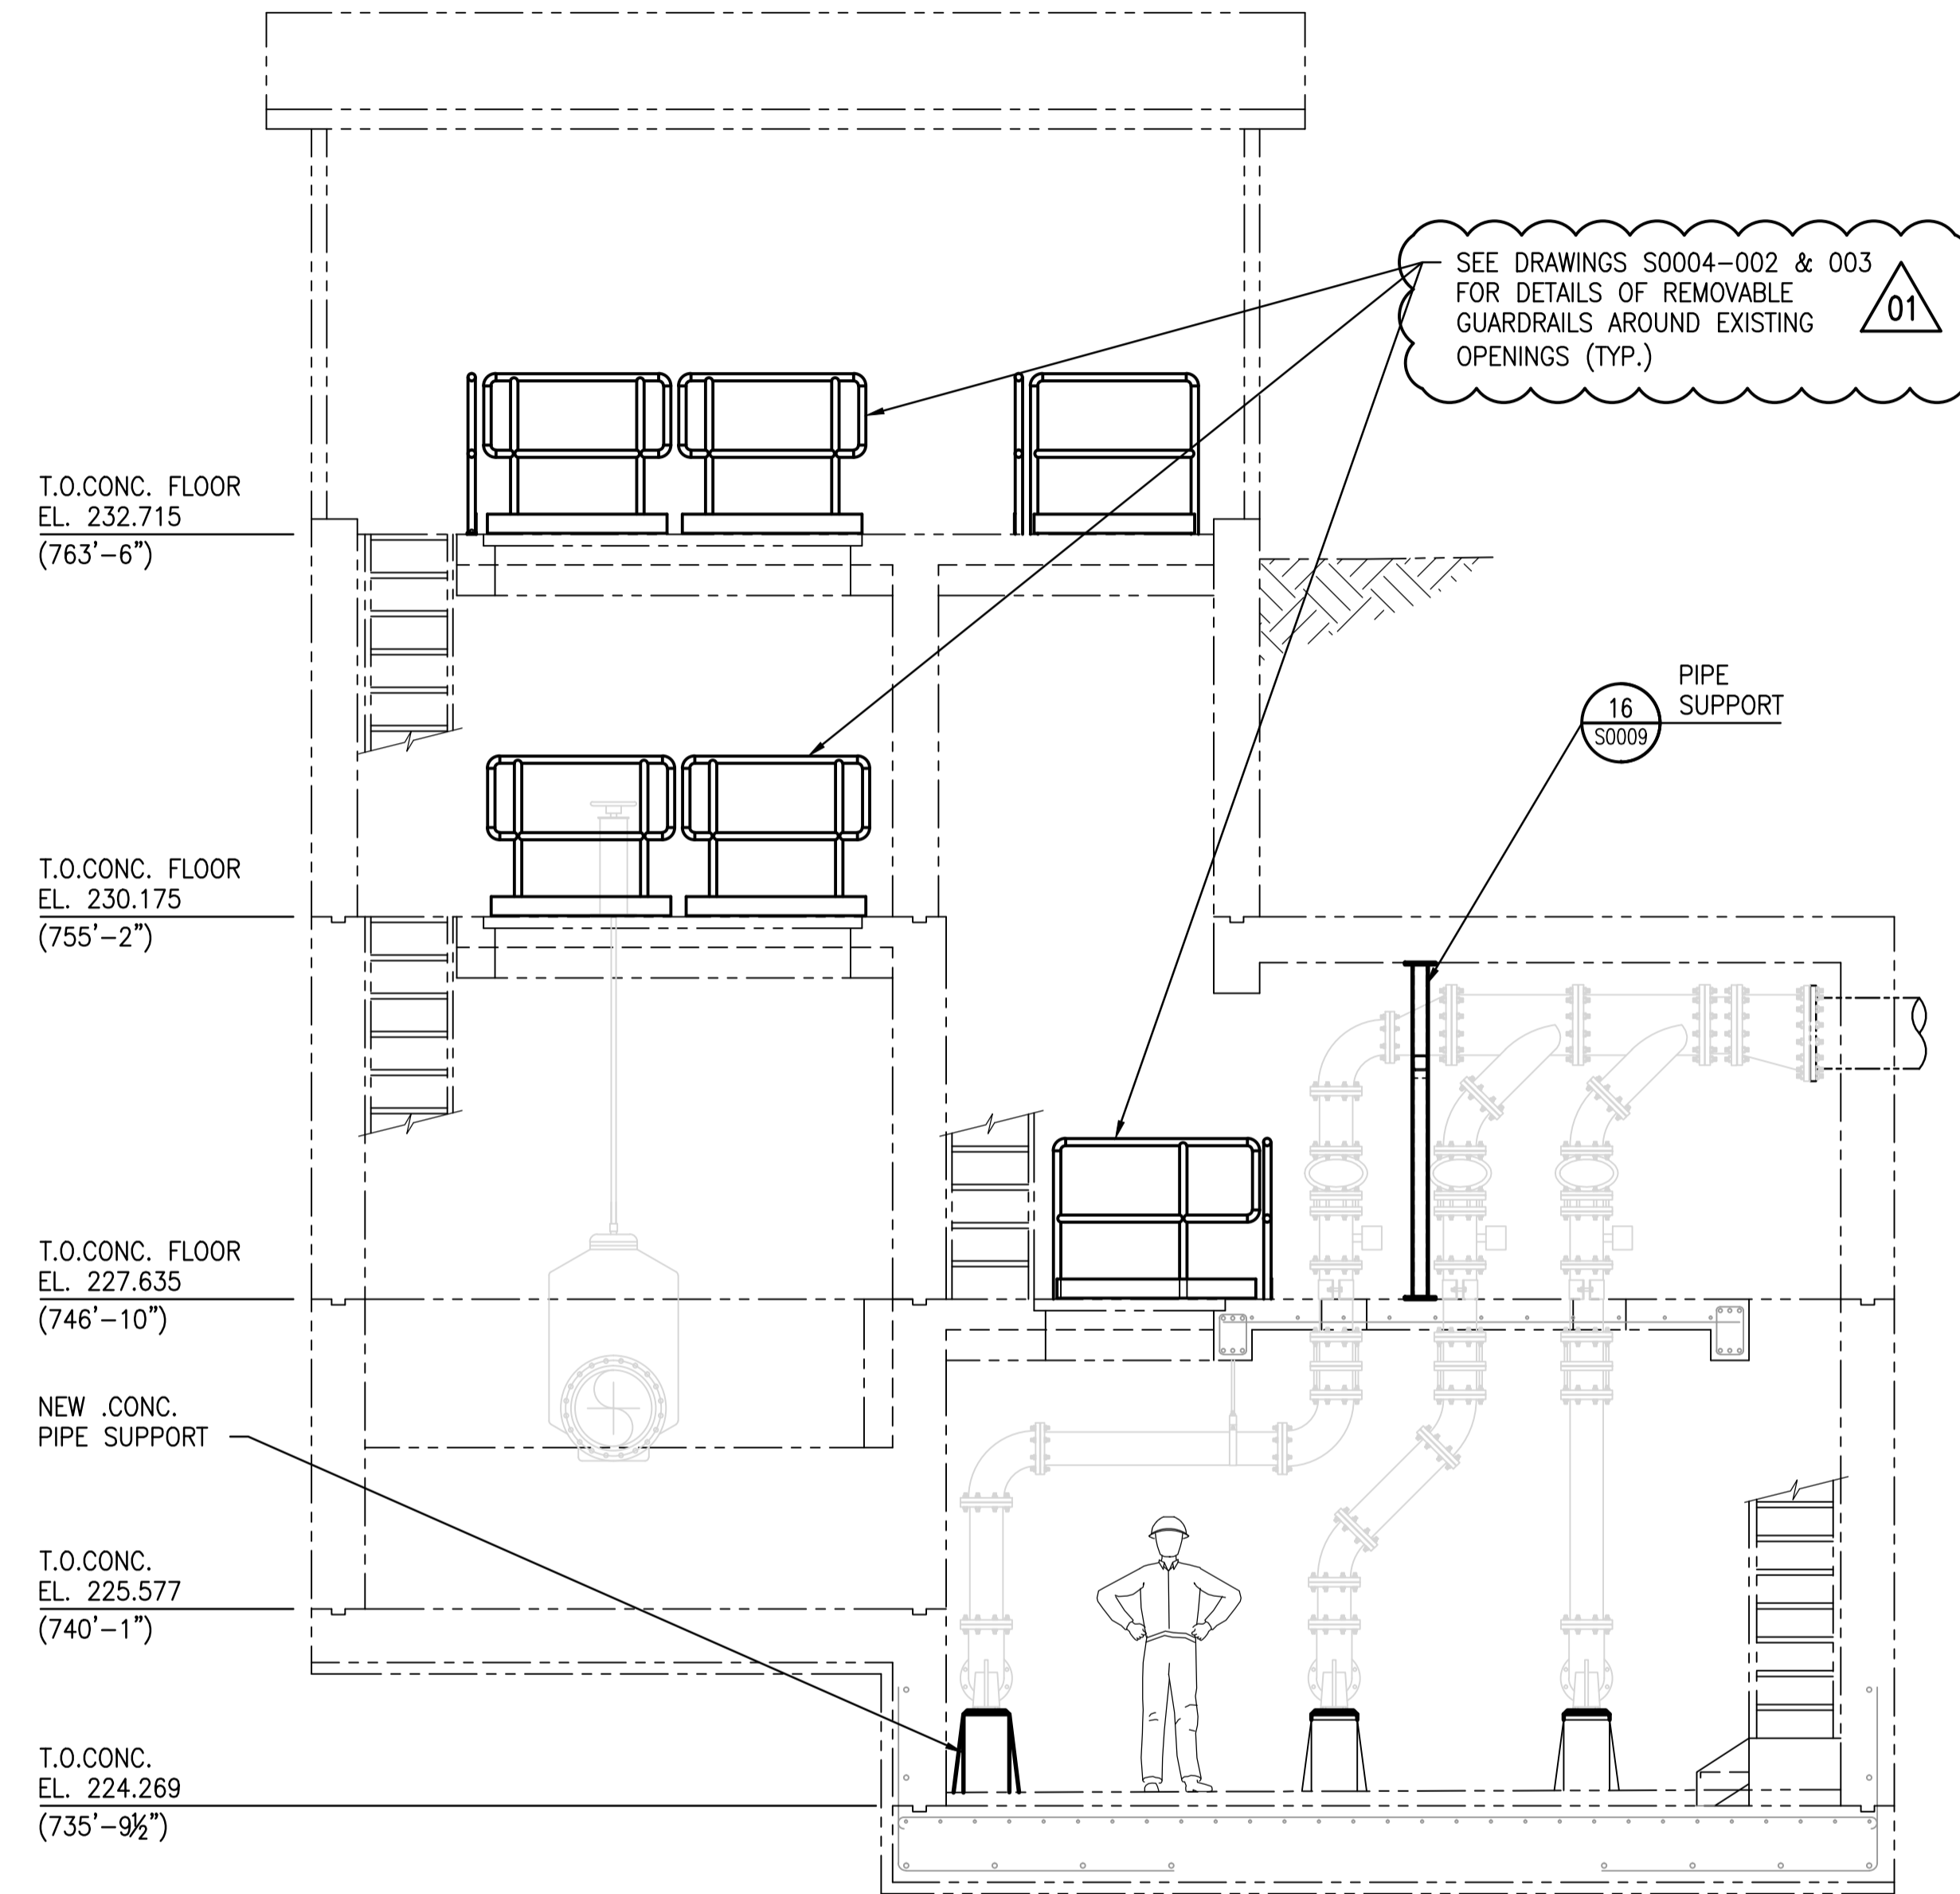 SEE DRAWINGS S0004-002 & 003
FOR DETAILS OF REMOVABLE
GUARDRAILS AROUND EXISTING
OPENINGS (TYP.)
01
T.O.CONC. FLOOR
EL. 232.715
(763'-6")
PIPE
SUPPORT
16
S0009
T.O.CONC. FLOOR
EL. 230.175
(755'-2")
T.O.CONC. FLOOR
EL. 227.635
(746'-10")
NEW .CONC.
PIPE SUPPORT
T.O.CONC.
EL. 225.577
(740'-1")
T.O.CONC.
EL. 224.269
(735'-9½")